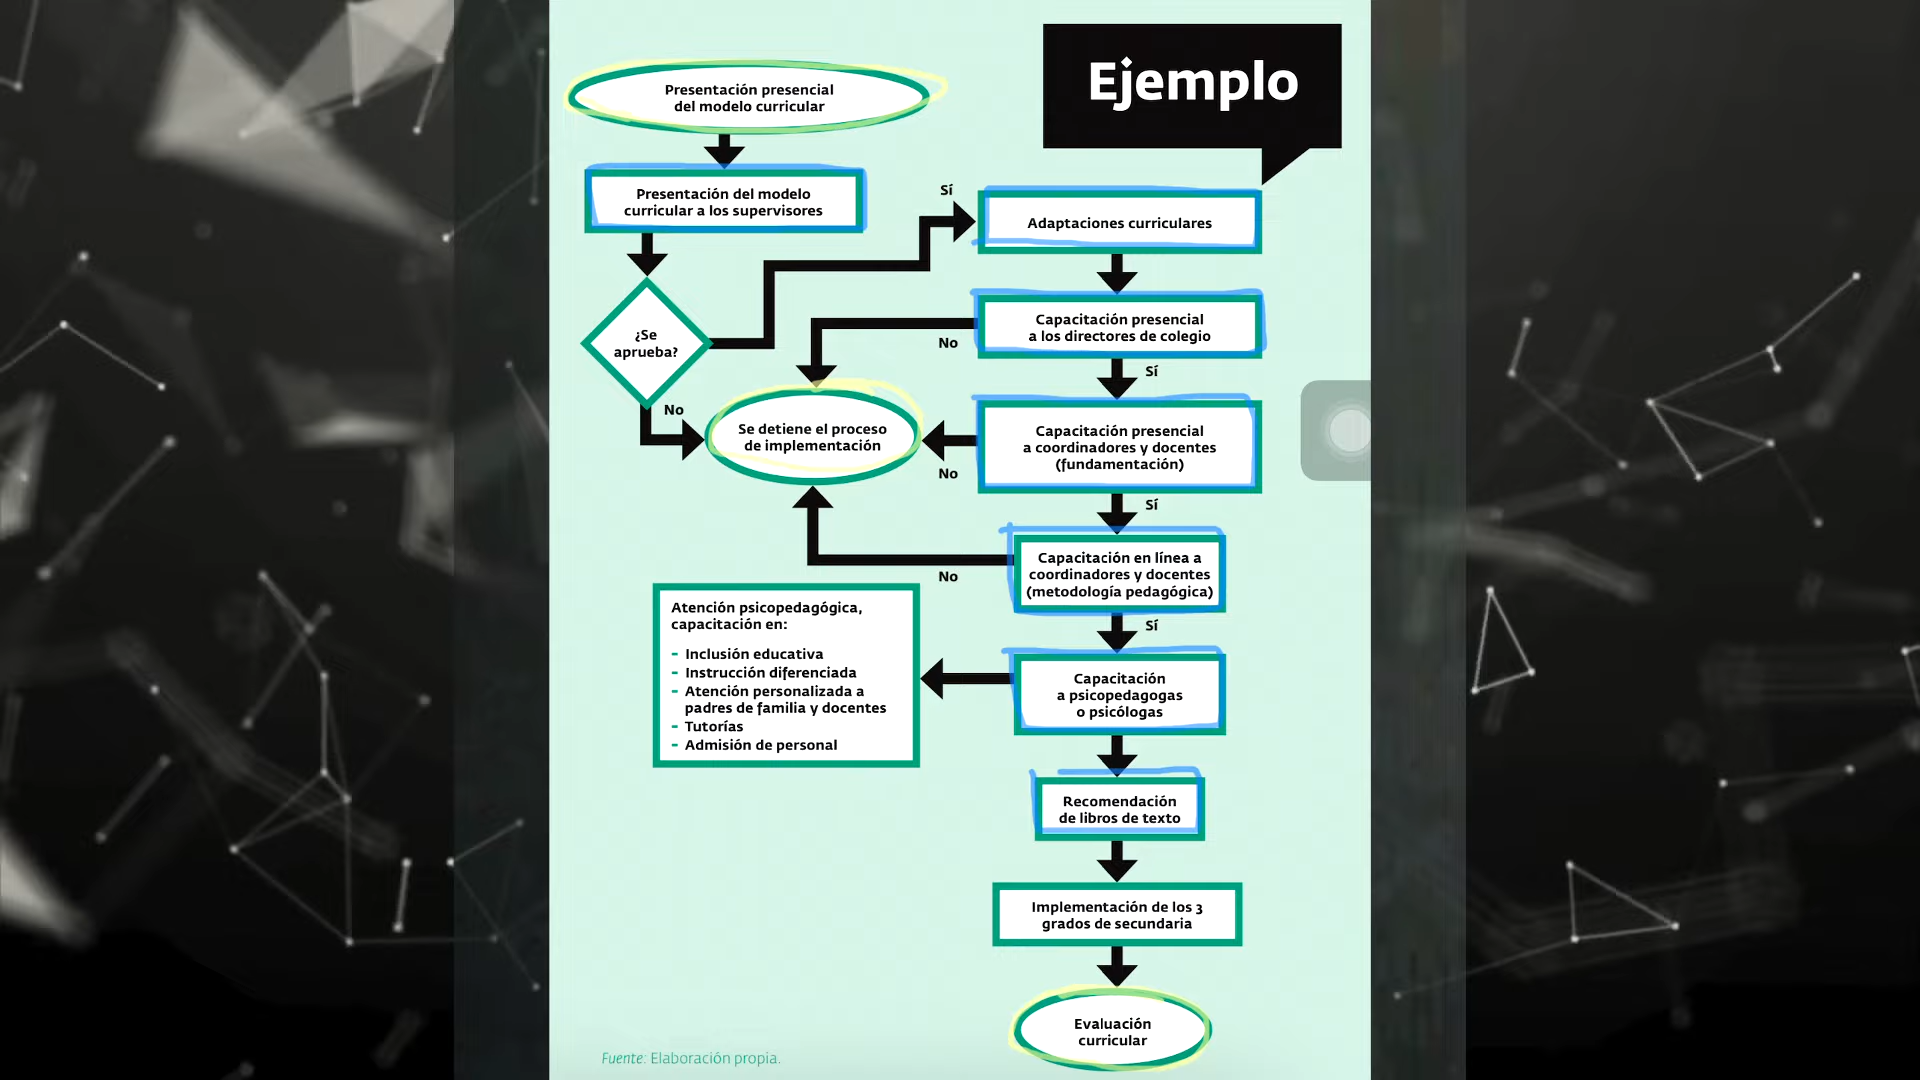 Ejemplo
Presentación presencial
del modelo curricular
Presentación del modelo
curricular a los supervisores
¿Se
aprueba?
Sí
No
Adaptaciones curriculares
Capacitación presencial
a los directores de colegio
No
Sí
Se detiene el proceso
de implementación
Capacitación presencial
a coordinadores y docentes
(fundamentación)
No
Sí
Capacitación en línea a
coordinadores y docentes
(metodología pedagógica)
No
Sí
Capacitación
a psicopedagogas
o psicólogas
Atención psicopedagógica,
capacitación en:
- Inclusión educativa
- Instrucción diferenciada
- Atención personalizada a
padres de familia y docentes
- Tutorías
- Admisión de personal
Recomendación
de libros de texto
Implementación de los 3
grados de secundaria
Evaluación
curricular
Fuente: Elaboración propia.